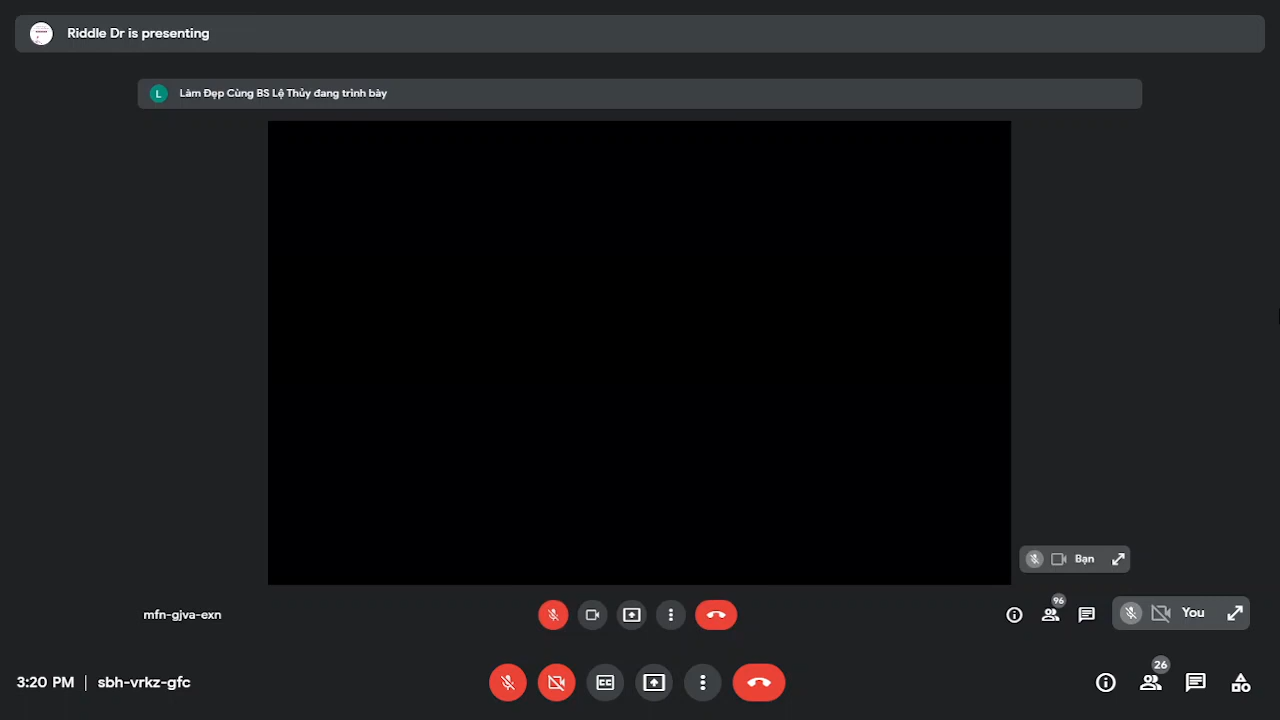 Riddle Dr is presenting
L
Làm Đẹp Cùng BS Lệ Thủy đang trình bày
Bạn
mfn-gjva-exn
96
You
3:20 PM | sbh-vrkz-gfc
CC
26